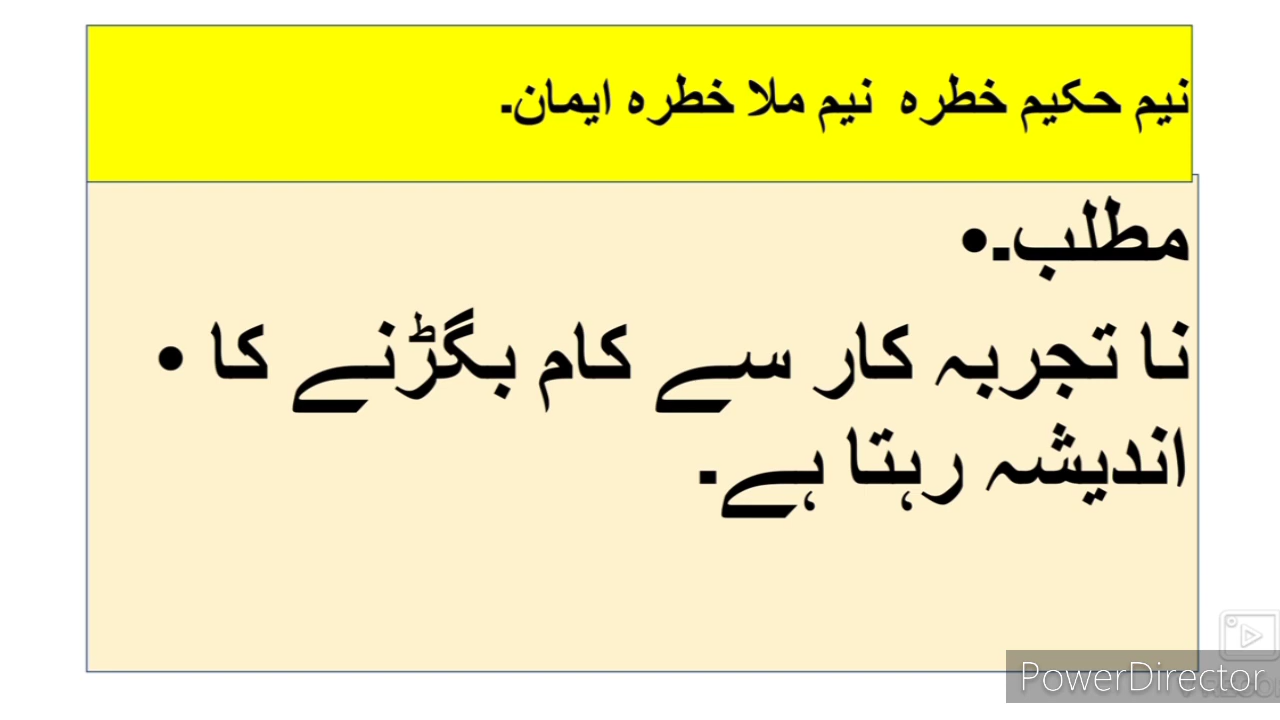 نیم حکیم خطرہ  نیم ملا خطرہ ایمان۔
مطلب۔•
نا تجربہ کار سے کام بگڑنے کا •
اندیشہ رہتا ہے۔
PowerDirector